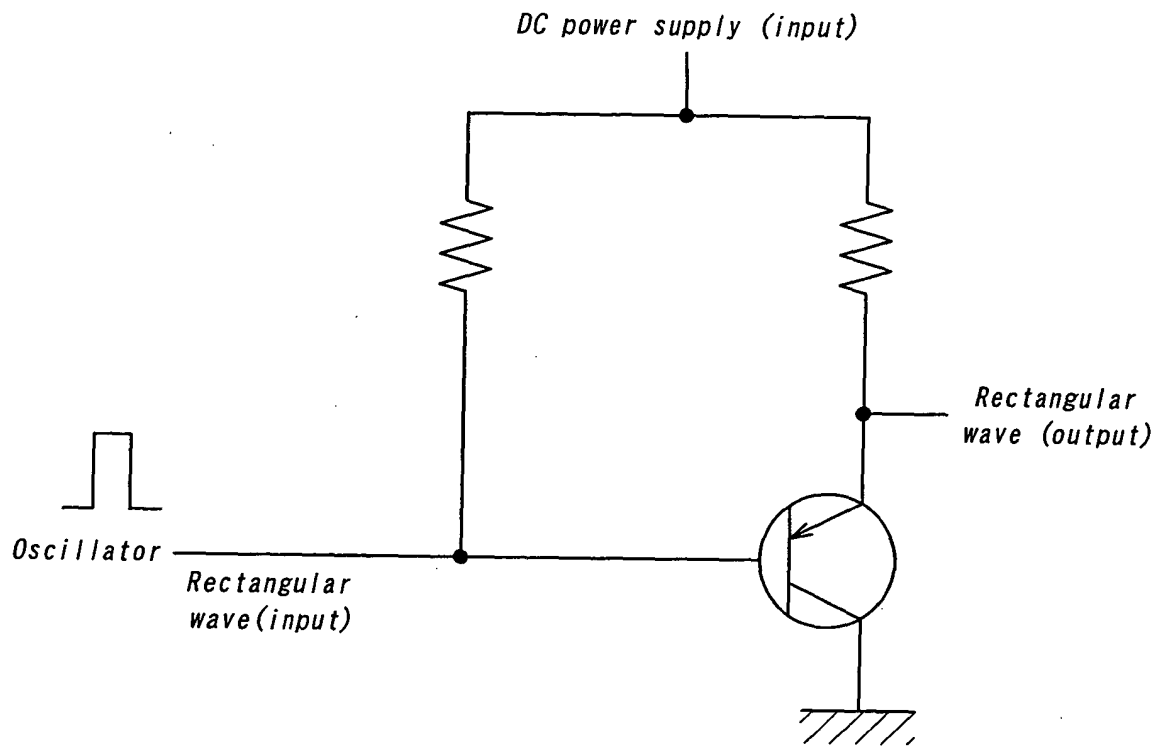 DC power supply (input)
Rectangular
wave (output)
Oscillator
Rectangular
wave(input)